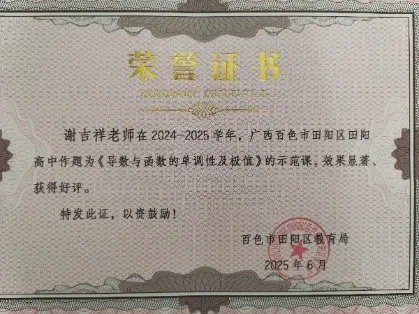 荣誉证书
谢吉祥老师在2024—2025学年，广西百色市田阳区田阳
高中作题为《导数与函数的单调性及极值》的示范课，效果显著、
获得好评。
特发此证，以资鼓励！
百色市田阳区教育局
2025年6月